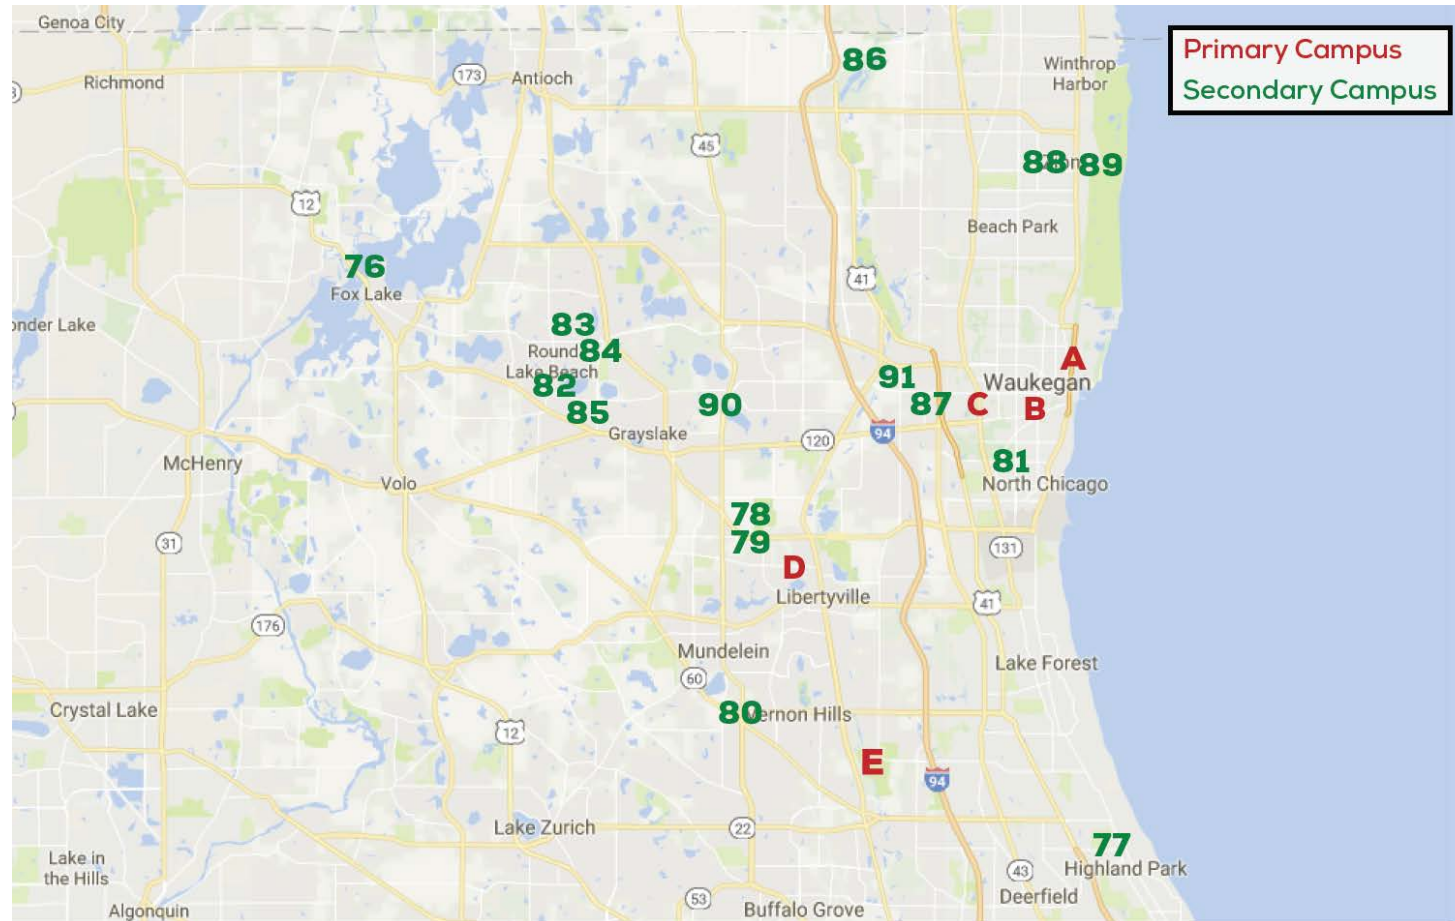 Genoa City
Richmond
173
Antioch
86
Winthrop
Harbor
Primary Campus
Secondary Campus
45
88
89
12
Beach Park
76
Fox Lake
41
83
Round
84
Lake Beach
82
85
onder Lake
90
Grayslake
91
87
A
Waukegan
C
B
94
120
McHenry
Volo
81
North Chicago
78
79
D
Libertyville
31
131
41
176
Mundelein
60
Lake Forest
Crystal Lake
80
Vernon Hills
12
E
94
Lake Zurich
22
77
Highland Park
Lake in
the Hills
43
Deerfield
53
Algonquin
Buffalo Grove